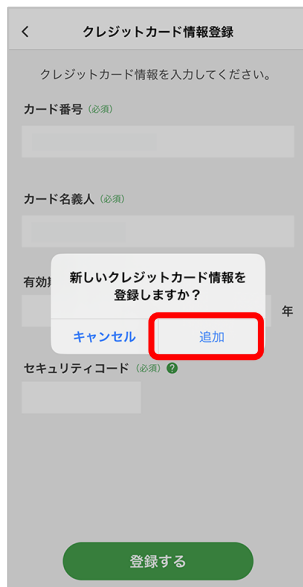 クレジットカード情報登録
クレジットカード情報を入力してください。
カード番号 (必須)
カード名義人 (必須)
新しいクレジットカード情報を
登録しますか？
有効
年
キャンセル
追加
セキュリティコード (必須) ?
登録する